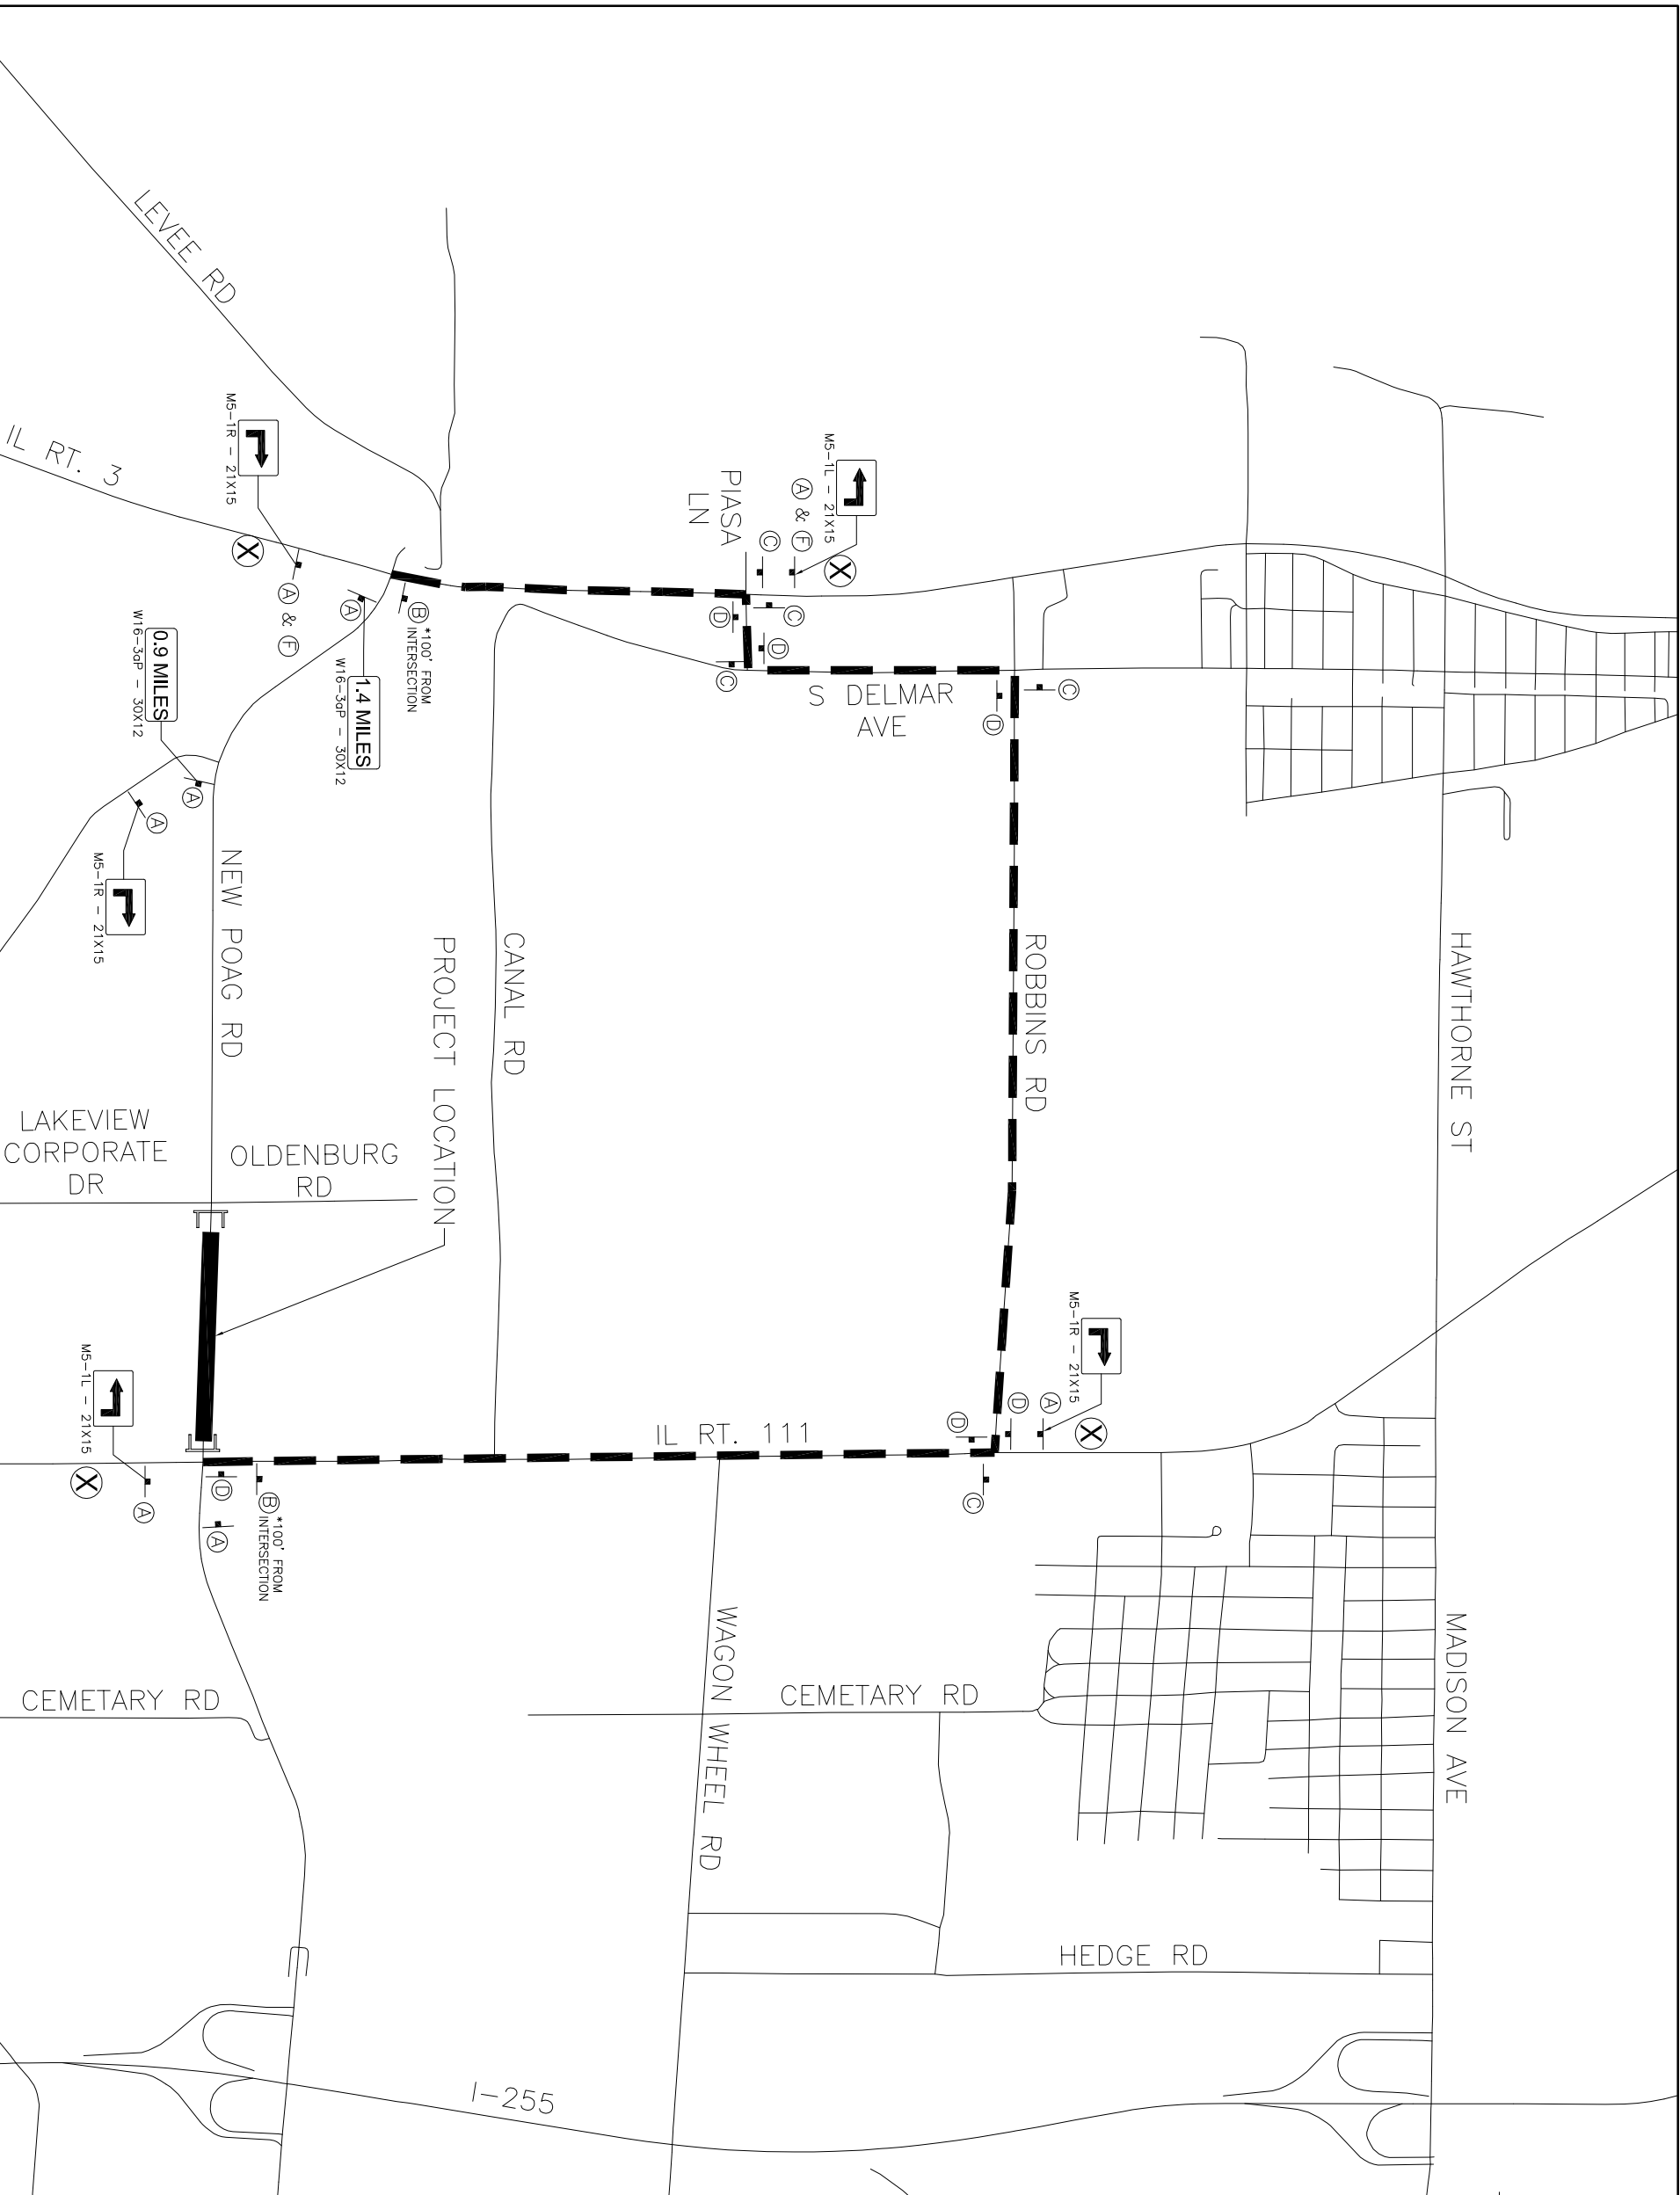 LEVEE RD
IL RT. 3
M5-1R - 21X15
X
A & F
M5-1L - 21X15
A & F
X
C
PIASA
LN
C
D
D
C
A
B
*100' FROM
INTERSECTION
1.4 MILES
W16-3aP - 30X12
0.9 MILES
W16-3aP - 30X12
A
A
M5-1R - 21X15
S DELMAR
AVE
C
D
NEW POAG RD
PROJECT LOCATION
CANAL RD
ROBBINS RD
HAWTHORNE ST
LAKEVIEW
CORPORATE
DR
OLDENBURG
RD
M5-1L - 21X15
X
A
D
B
*100' FROM
INTERSECTION
A
IL RT. 111
M5-1R - 21X15
A
X
D
D
C
WAGON WHEEL RD
CEMETARY RD
CEMETARY RD
MADISON AVE
HEDGE RD
I-255